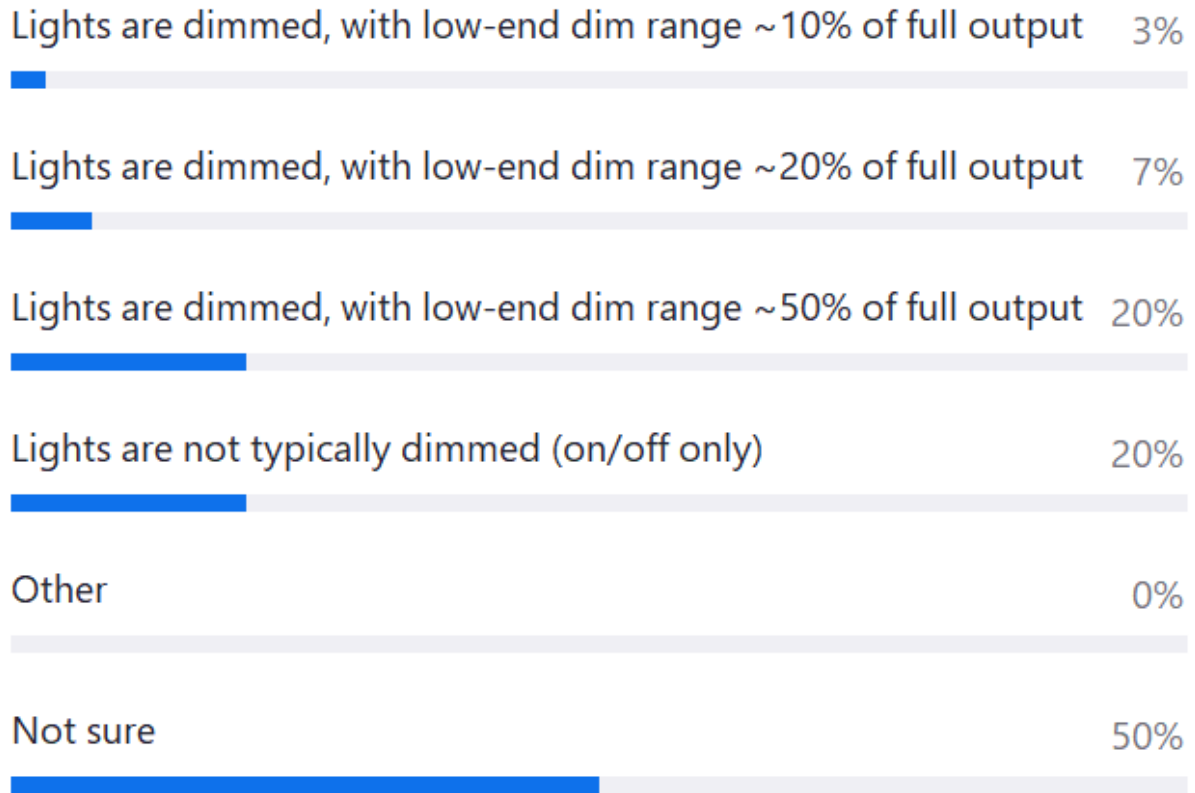 Lights are dimmed, with low-end dim range ~10% of full output 3%
Lights are dimmed, with low-end dim range ~20% of full output 7%
Lights are dimmed, with low-end dim range ~50% of full output 20%
Lights are not typically dimmed (on/off only) 20%
Other 0%
Not sure 50%